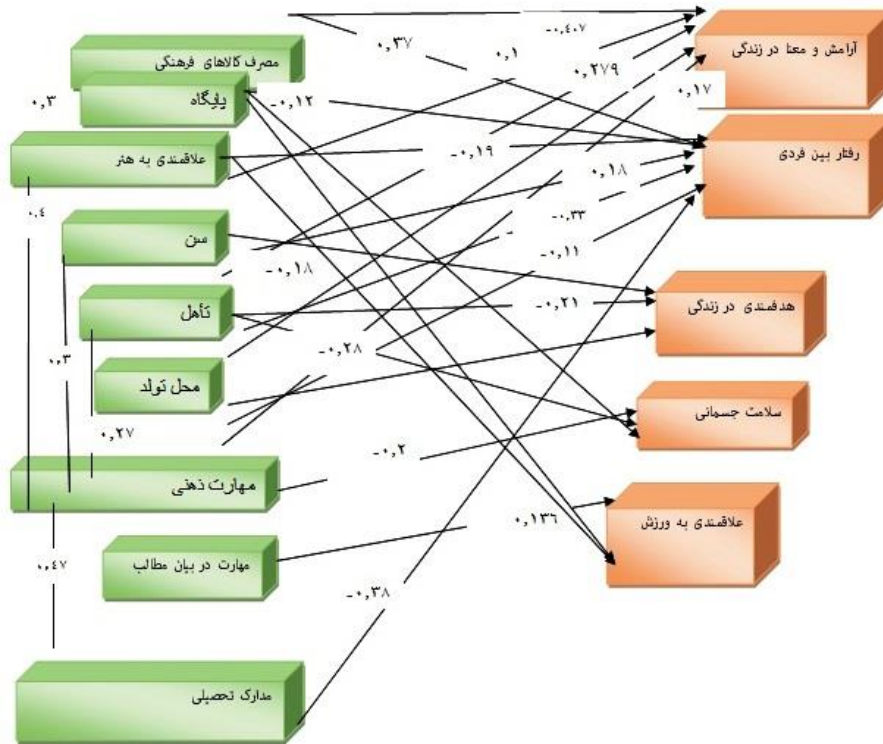 -۰,۴۰۷
۰,۱
۰,۳۷
آرامش و معنا در زندگی
مصرف کالاهای فرهنگی
۰,۲۷۹
۰,۱۷
پایگاه
-۰,۱۲
۰,۳
علاقمندی به هنر
-۰,۱۹
رفتار بین فردی
۰,۱۸
۰,٤
-۰,۳۳
سن
-۰,۱۱
-۰,۱۸
تأهل
-۰,۲۱
هدفمندی در زندگی
۰,۳
-۰,۲۸
محل تولد
سلامت جسمانی
۰,۲۷
-۰,۲
مهارت ذهنی
۰,۱۳٦
علاقمندی به ورزش
۰,٤۷
مهارت در بیان مطالب
-۰,۳۸
مدارک تحصیلی